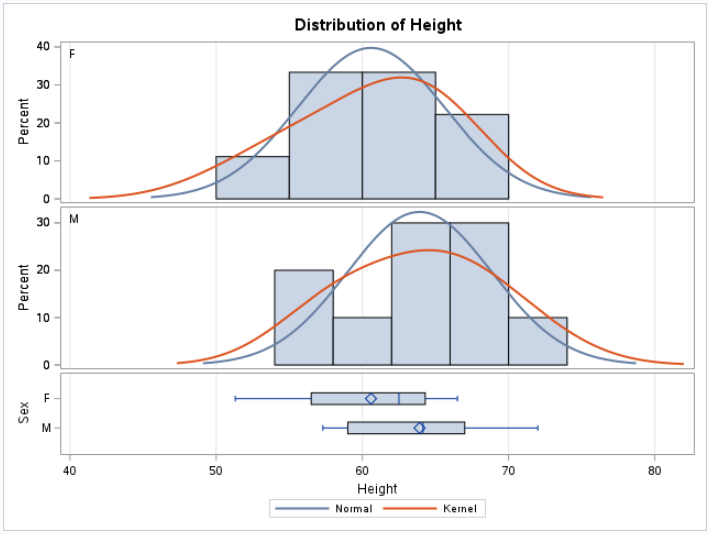 Distribution of Height
F
40
30
20
10
0
Percent
M
30
20
10
0
Percent
F
M
Sex
40 50 60 70 80
Height
Normal Kernel